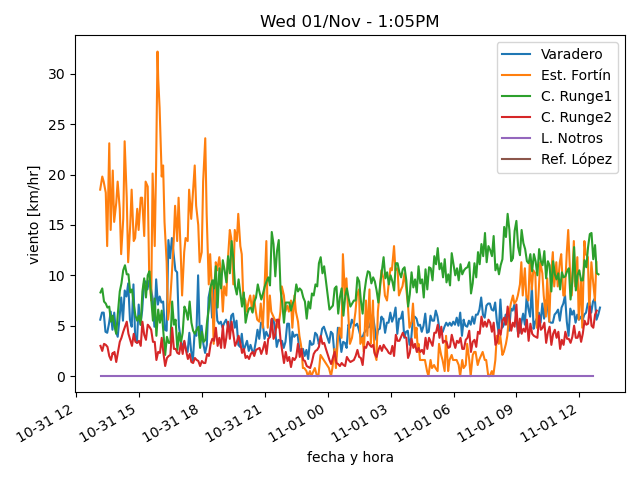 Wed 01/Nov - 1:05PM
Varadero
Est. Fortín
C. Runge1
C. Runge2
L. Notros
Ref. López
viento [km/hr]
30
25
20
15
10
5
0
10-31 12
10-31 15
10-31 18
10-31 21
11-01 00
11-01 03
11-01 06
11-01 09
11-01 12
fecha y hora